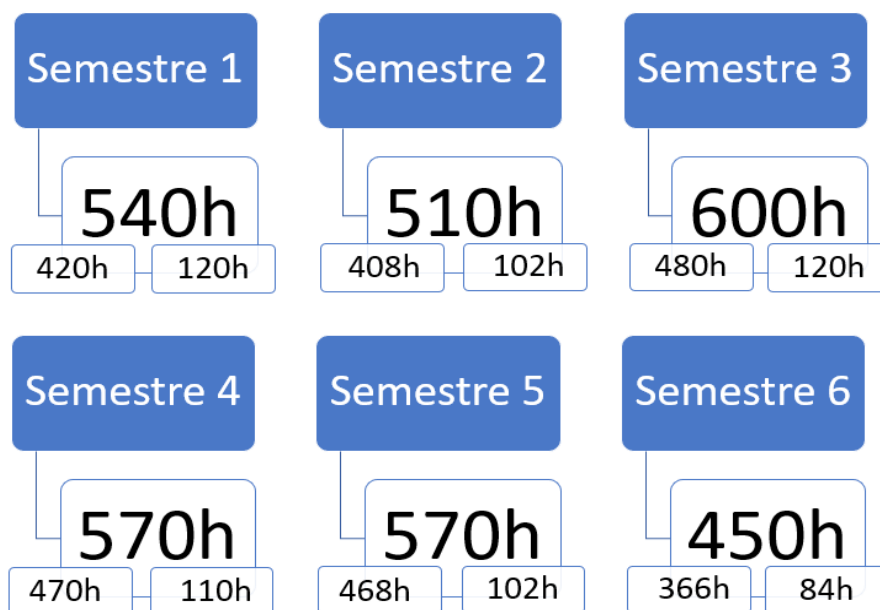 Semestre 1
540h
420h
120h
Semestre 2
510h
408h
102h
Semestre 3
600h
480h
120h
Semestre 4
570h
470h
110h
Semestre 5
570h
468h
102h
Semestre 6
450h
366h
84h